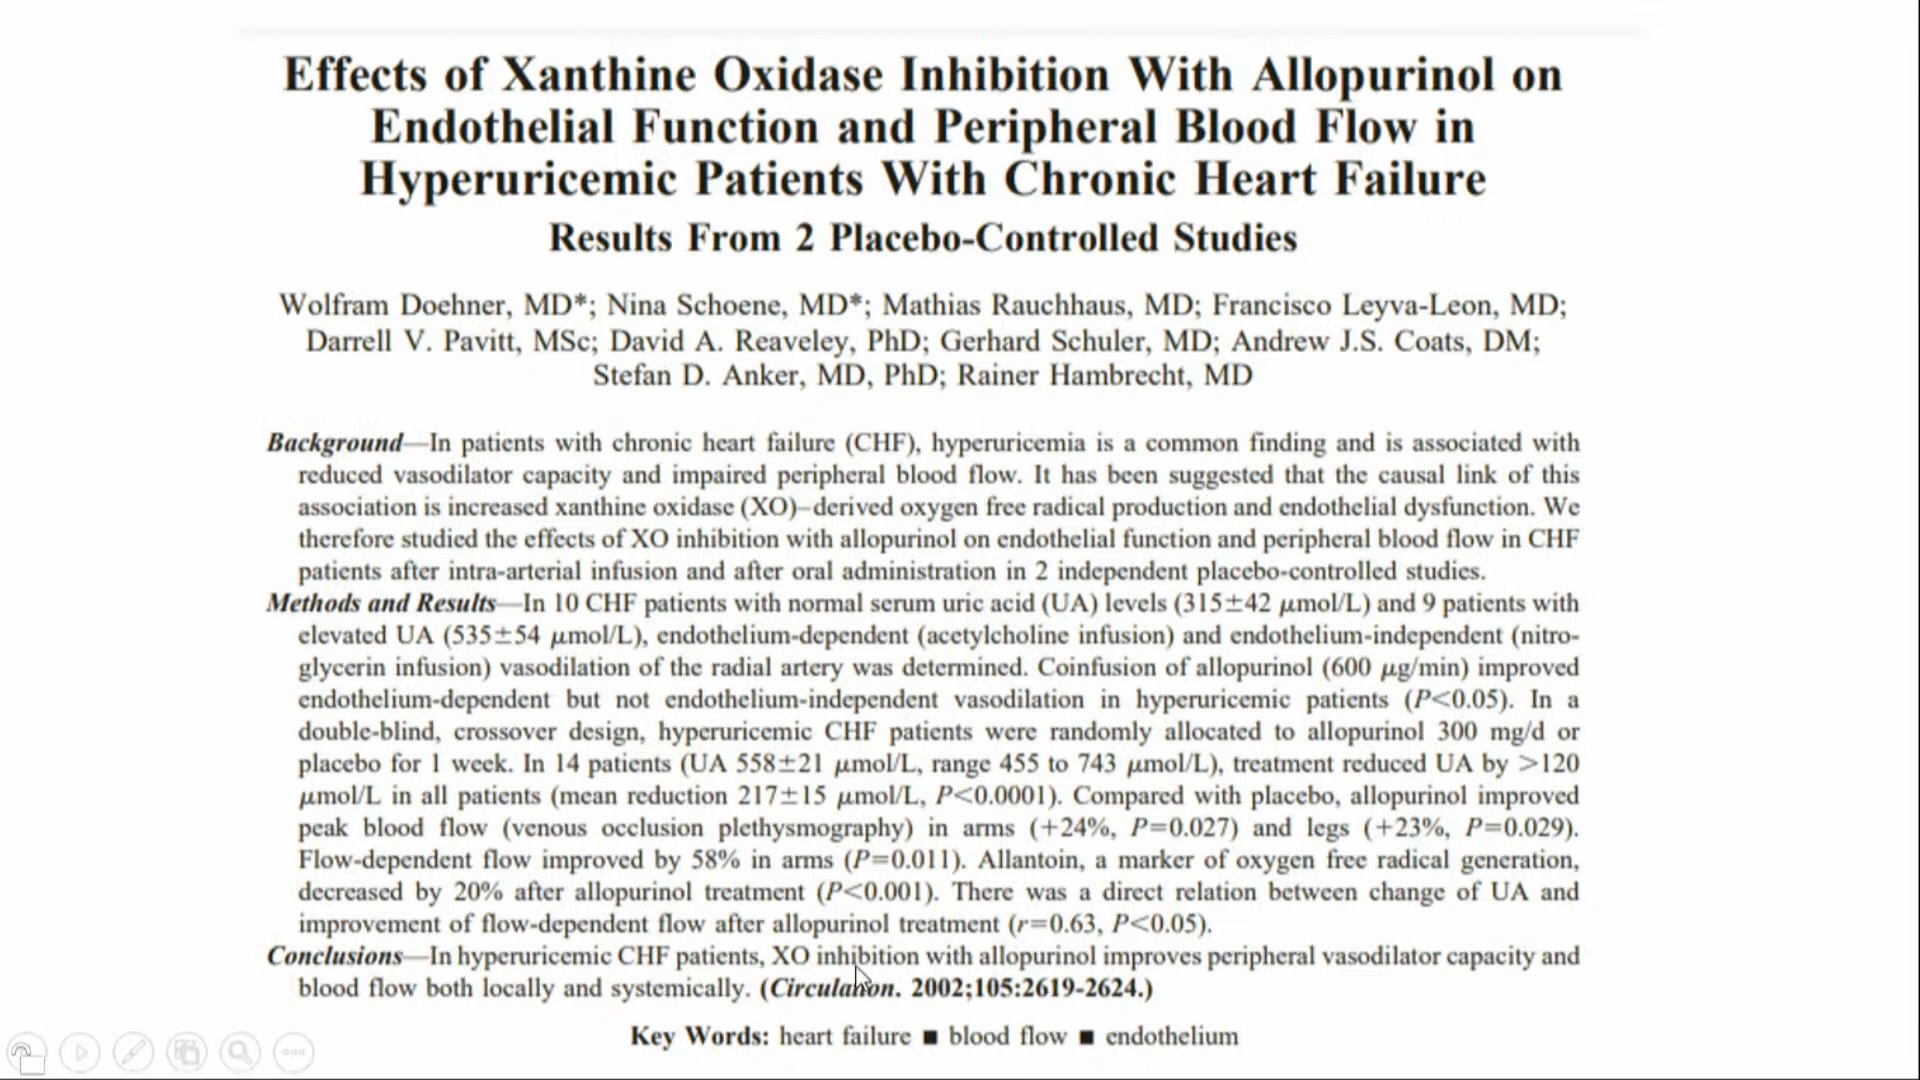 Effects of Xanthine Oxidase Inhibition With Allopurinol on
Endothelial Function and Peripheral Blood Flow in
Hyperuricemic Patients With Chronic Heart Failure
Results From 2 Placebo-Controlled Studies
Wolfram Doehner, MD*; Nina Schoene, MD*; Mathias Rauchhaus, MD; Francisco Leyva-Leon, MD;
Darrell V. Pavitt, MSc; David A. Reaveley, PhD; Gerhard Schuler, MD; Andrew J.S. Coats, DM;
Stefan D. Anker, MD, PhD; Rainer Hambrecht, MD
Background—In patients with chronic heart failure (CHF), hyperuricemia is a common finding and is associated with
reduced vasodilator capacity and impaired peripheral blood flow. It has been suggested that the causal link of this
association is increased xanthine oxidase (XO)–derived oxygen free radical production and endothelial dysfunction. We
therefore studied the effects of XO inhibition with allopurinol on endothelial function and peripheral blood flow in CHF
patients after intra-arterial infusion and after oral administration in 2 independent placebo-controlled studies.
Methods and Results—In 10 CHF patients with normal serum uric acid (UA) levels (315±42 μmol/L) and 9 patients with
elevated UA (535±54 μmol/L), endothelium-dependent (acetylcholine infusion) and endothelium-independent (nitro-
glycerin infusion) vasodilation of the radial artery was determined. Coinfusion of allopurinol (600 μg/min) improved
endothelium-dependent but not endothelium-independent vasodilation in hyperuricemic patients (P<0.05). In a
double-blind, crossover design, hyperuricemic CHF patients were randomly allocated to allopurinol 300 mg/d or
placebo for 1 week. In 14 patients (UA 558±21 μmol/L, range 455 to 743 μmol/L), treatment reduced UA by >120
μmol/L in all patients (mean reduction 217±15 μmol/L, P<0.0001). Compared with placebo, allopurinol improved
peak blood flow (venous occlusion plethysmography) in arms (+24%, P=0.027) and legs (+23%, P=0.029).
Flow-dependent flow improved by 58% in arms (P=0.011). Allantoin, a marker of oxygen free radical generation,
decreased by 20% after allopurinol treatment (P<0.001). There was a direct relation between change of UA and
improvement of flow-dependent flow after allopurinol treatment (r=0.63, P<0.05).
Conclusions—In hyperuricemic CHF patients, XO inhibition with allopurinol improves peripheral vasodilator capacity and
blood flow both locally and systemically. (Circulation. 2002;105:2619-2624.)
Key Words: heart failure ■ blood flow ■ endothelium